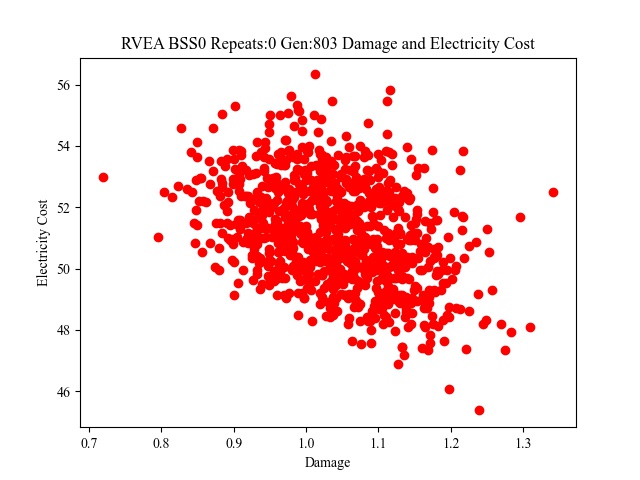 RVEA BSS0 Repeats:0 Gen:803 Damage and Electricity Cost
56
54
52
50
48
46
Electricity Cost
0.7 0.8 0.9 1.0 1.1 1.2 1.3
Damage